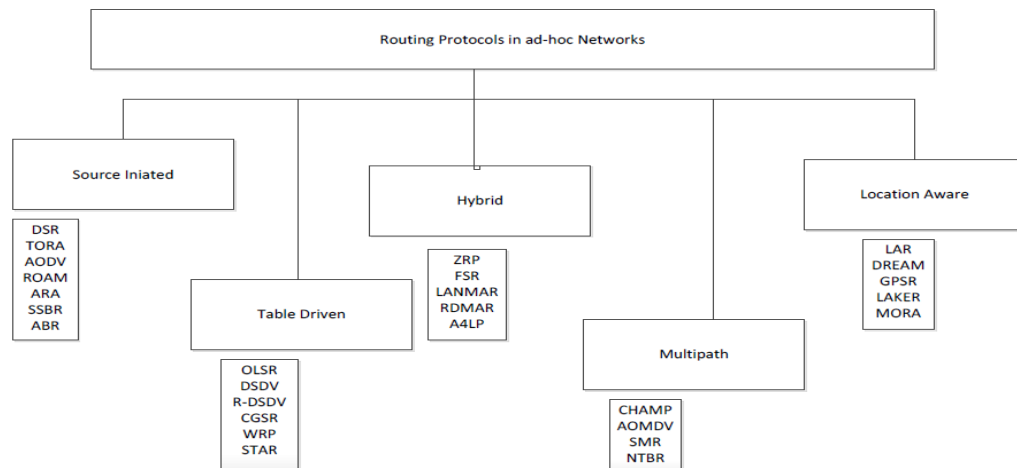 Routing Protocols in ad-hoc Networks
Source Iniated
DSR
TORA
AODV
ROAM
ARA
SSBR
ABR
Table Driven
OLSR
DSDV
R-DSDV
CGSR
WRP
STAR
Hybrid
ZRP
FSR
LANMAR
RDMAR
A4LP
Multipath
CHAMP
AOMDV
SMR
NTBR
Location Aware
LAR
DREAM
GPSR
LAKER
MORA